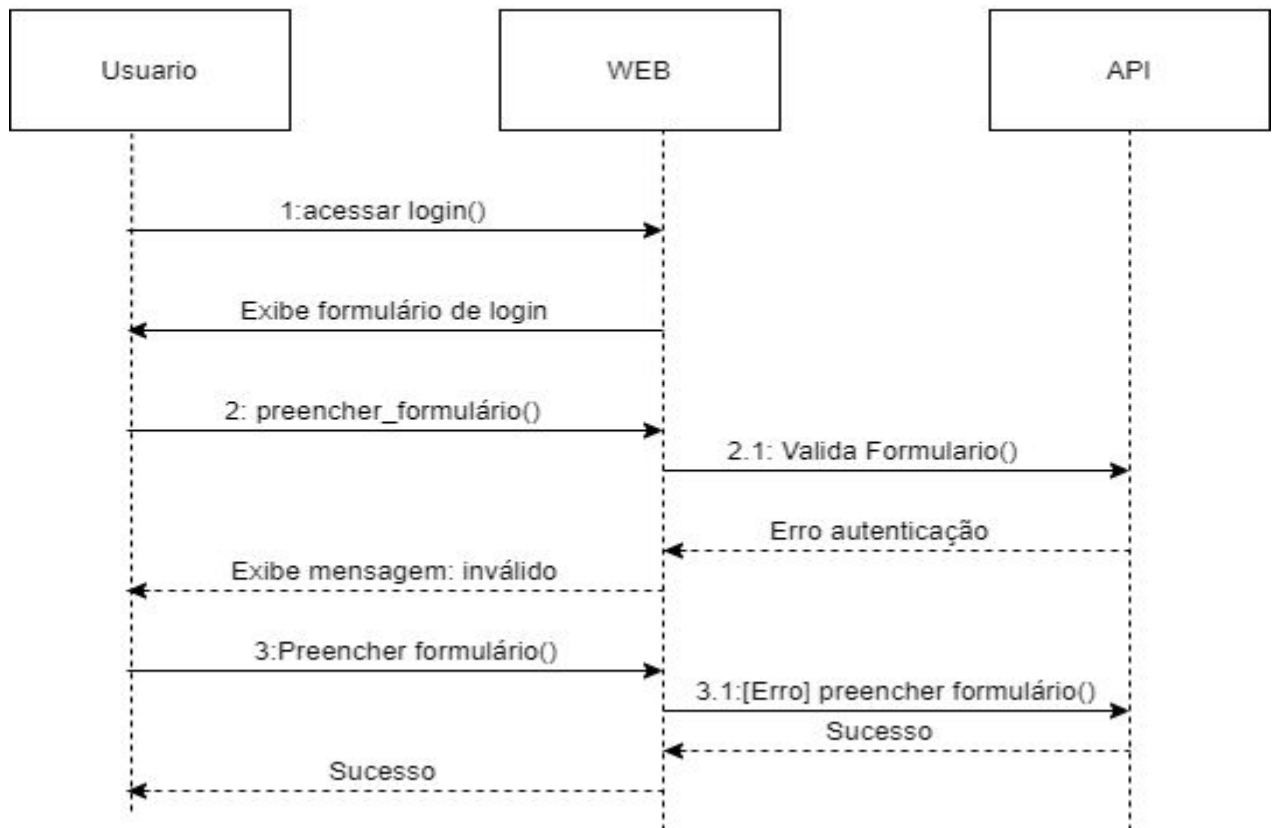 Usuario
WEB
API
1:acessar login()
Exibe formulário de login
2: preencher_formulário()
2.1: Valida Formulario()
Erro autenticação
Exibe mensagem: inválido
3:Preencher formulário()
3.1:[Erro] preencher formulário()
Sucesso
Sucesso